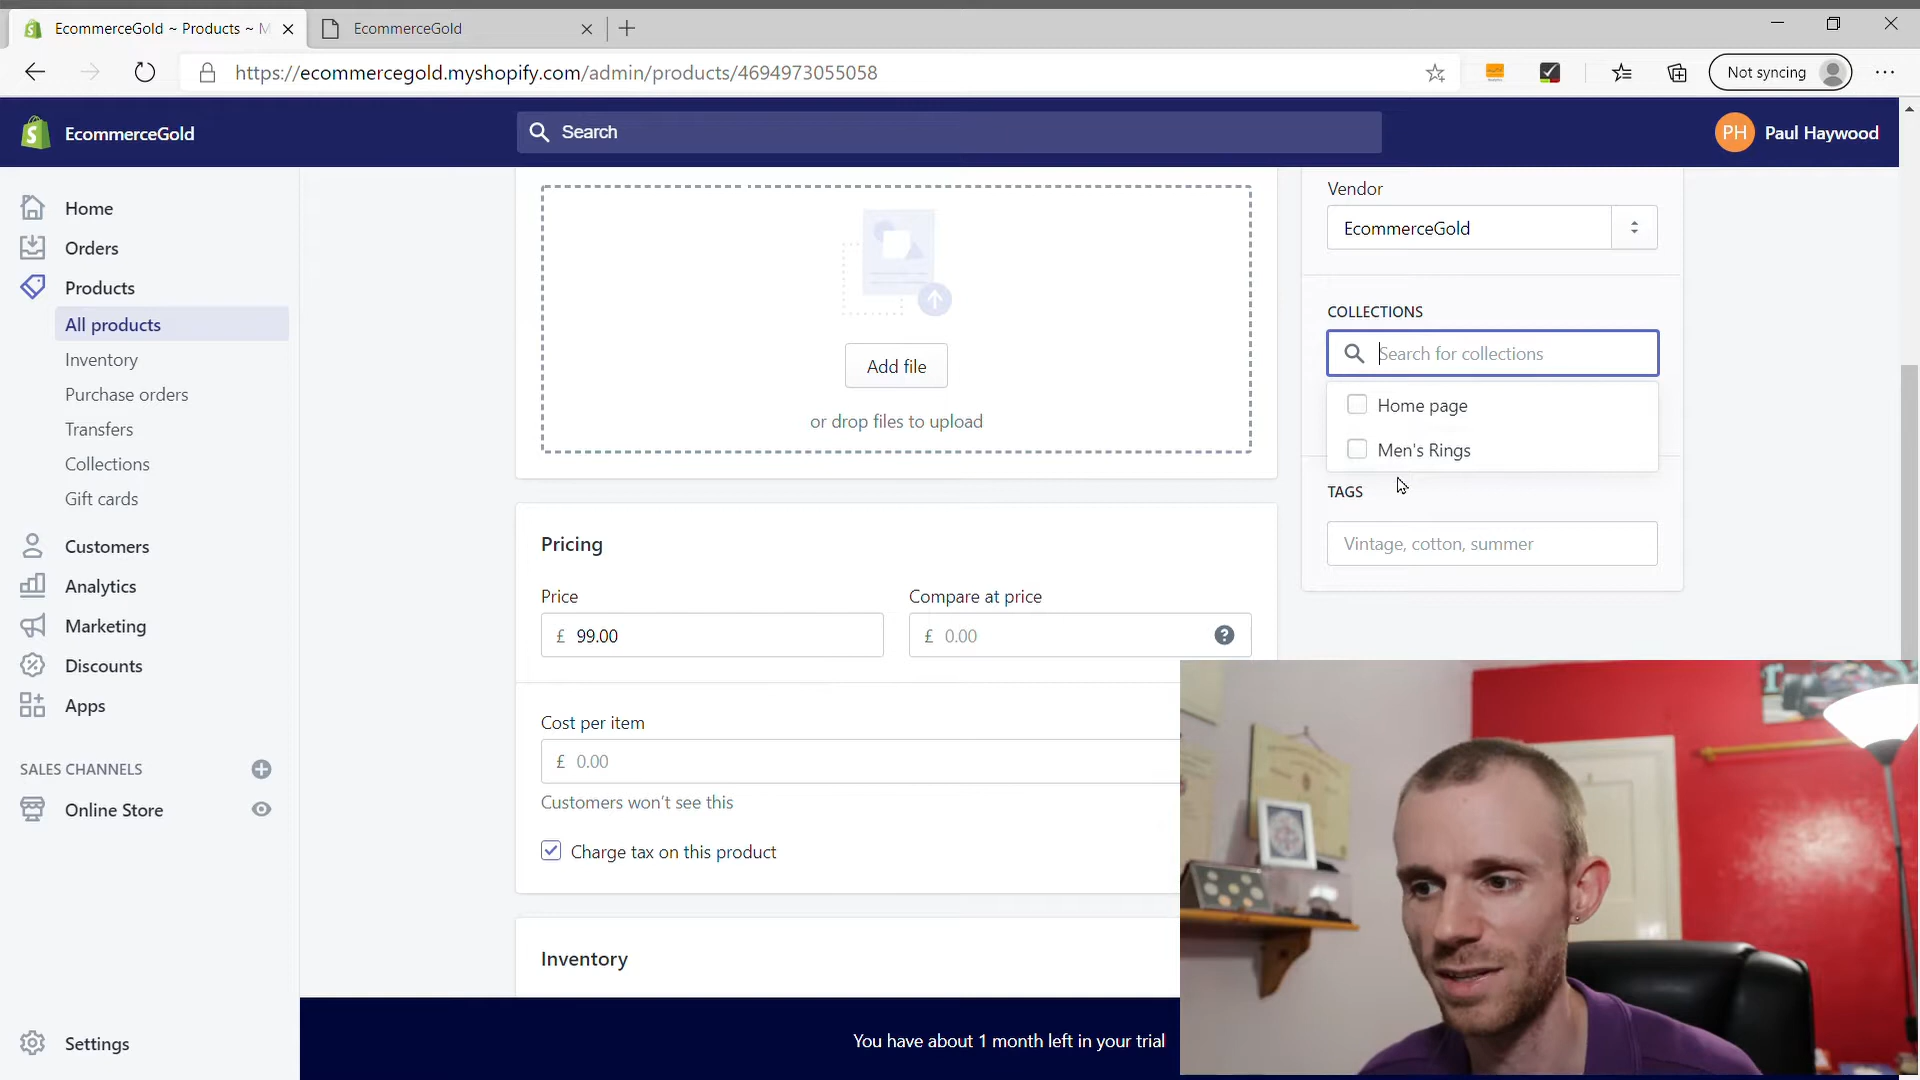 EcommerceGold ~ Products ~ M
EcommerceGold
https://ecommercegold.myshopify.com/admin/products/4694973055058
Not syncing
EcommerceGold
Search
PH
Paul Haywood
Home
Orders
Products
All products
Inventory
Purchase orders
Transfers
Collections
Gift cards
Customers
Analytics
Marketing
Discounts
Apps
SALES CHANNELS
Online Store
Settings
Add file
or drop files to upload
Pricing
Price
Compare at price
£ 99.00
£ 0.00
?
Cost per item
£ 0.00
Customers won't see this
Charge tax on this product
Inventory
Vendor
EcommerceGold
COLLECTIONS
Search for collections
Home page
Men's Rings
TAGS
Vintage, cotton, summer
You have about 1 month left in your trial